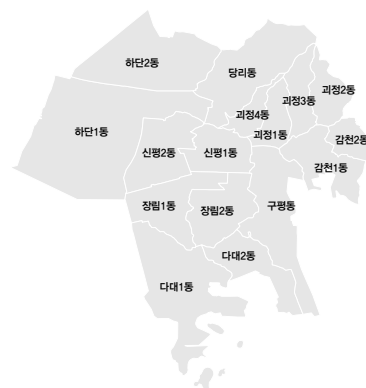 하단2동
당리동
괴정2동
괴정3동
괴정4동
하단1동
괴정1동
감천2동
신평2동
신평1동
감천1동
장림1동
장림2동
구평동
다대2동
다대1동